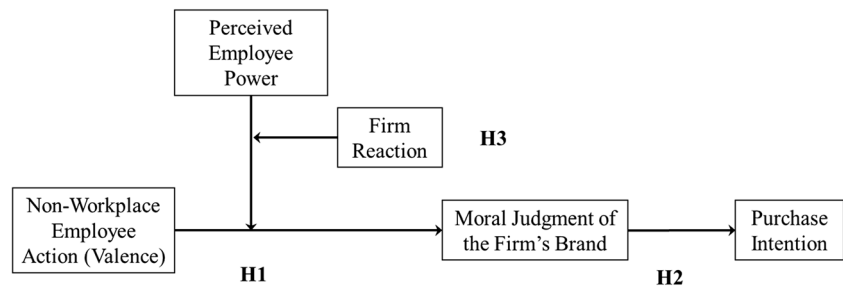 Perceived
Employee
Power
Firm
Reaction
H3
Non-Workplace
Employee
Action (Valence)
Moral Judgment of
the Firm's Brand
Purchase
Intention
H1
H2